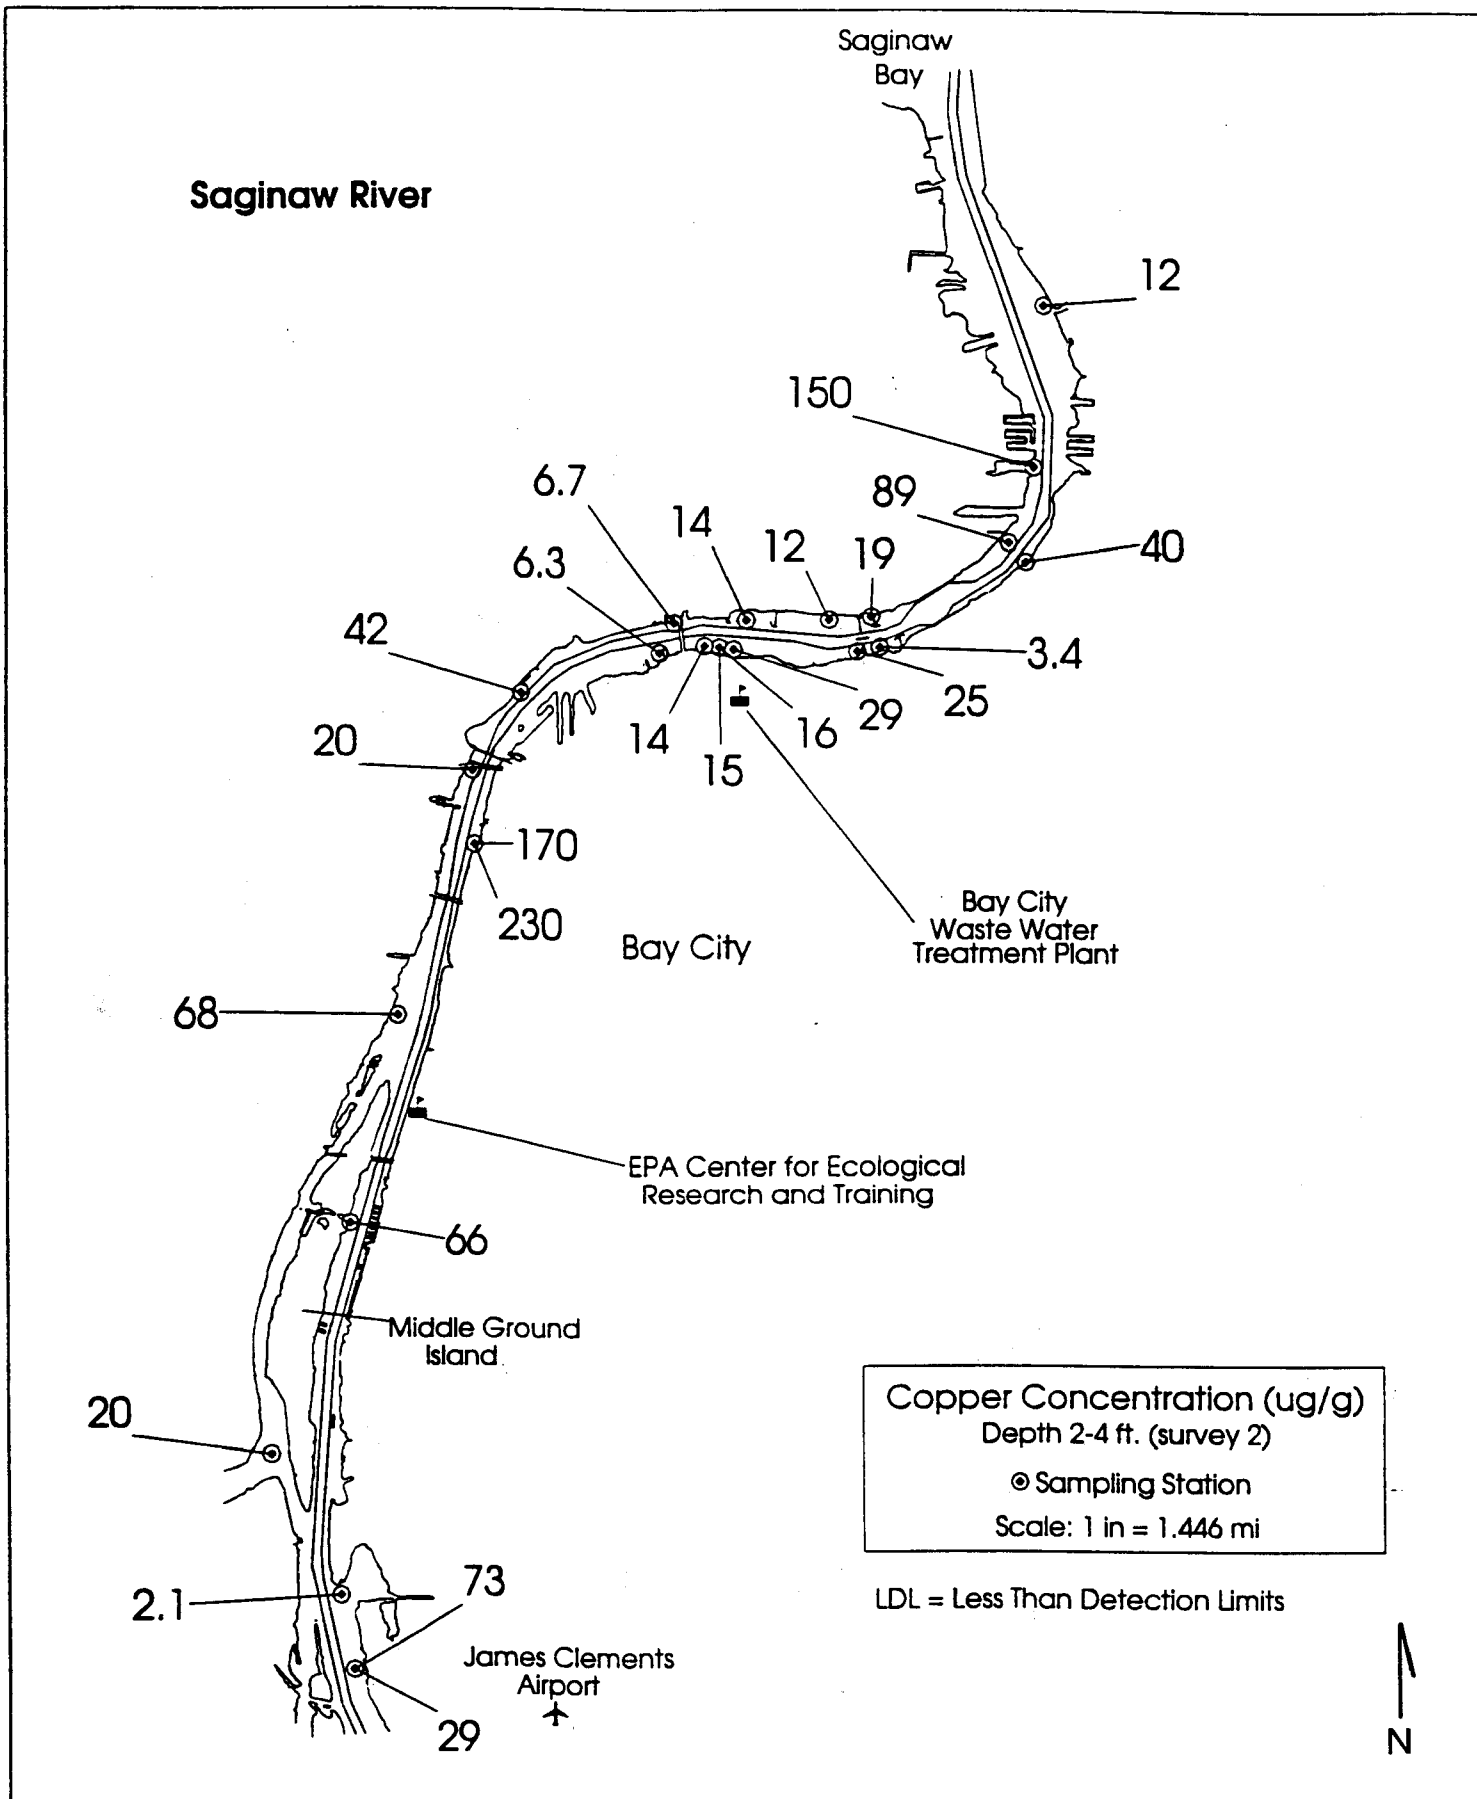 Saginaw
Bay
Saginaw River
12
150
6.7
89
14
12
19
40
6.3
42
3.4
25
29
16
14
15
20
170
230
Bay City
Bay City
Waste Water
Treatment Plant
68
EPA Center for Ecological
Research and Training
66
Middle Ground
Island
20
Copper Concentration (ug/g)
Depth 2-4 ft. (survey 2)
Sampling Station
Scale: 1 in = 1.446 mi
2.1
73
LDL = Less Than Detection Limits
James Clements
Airport
29
N